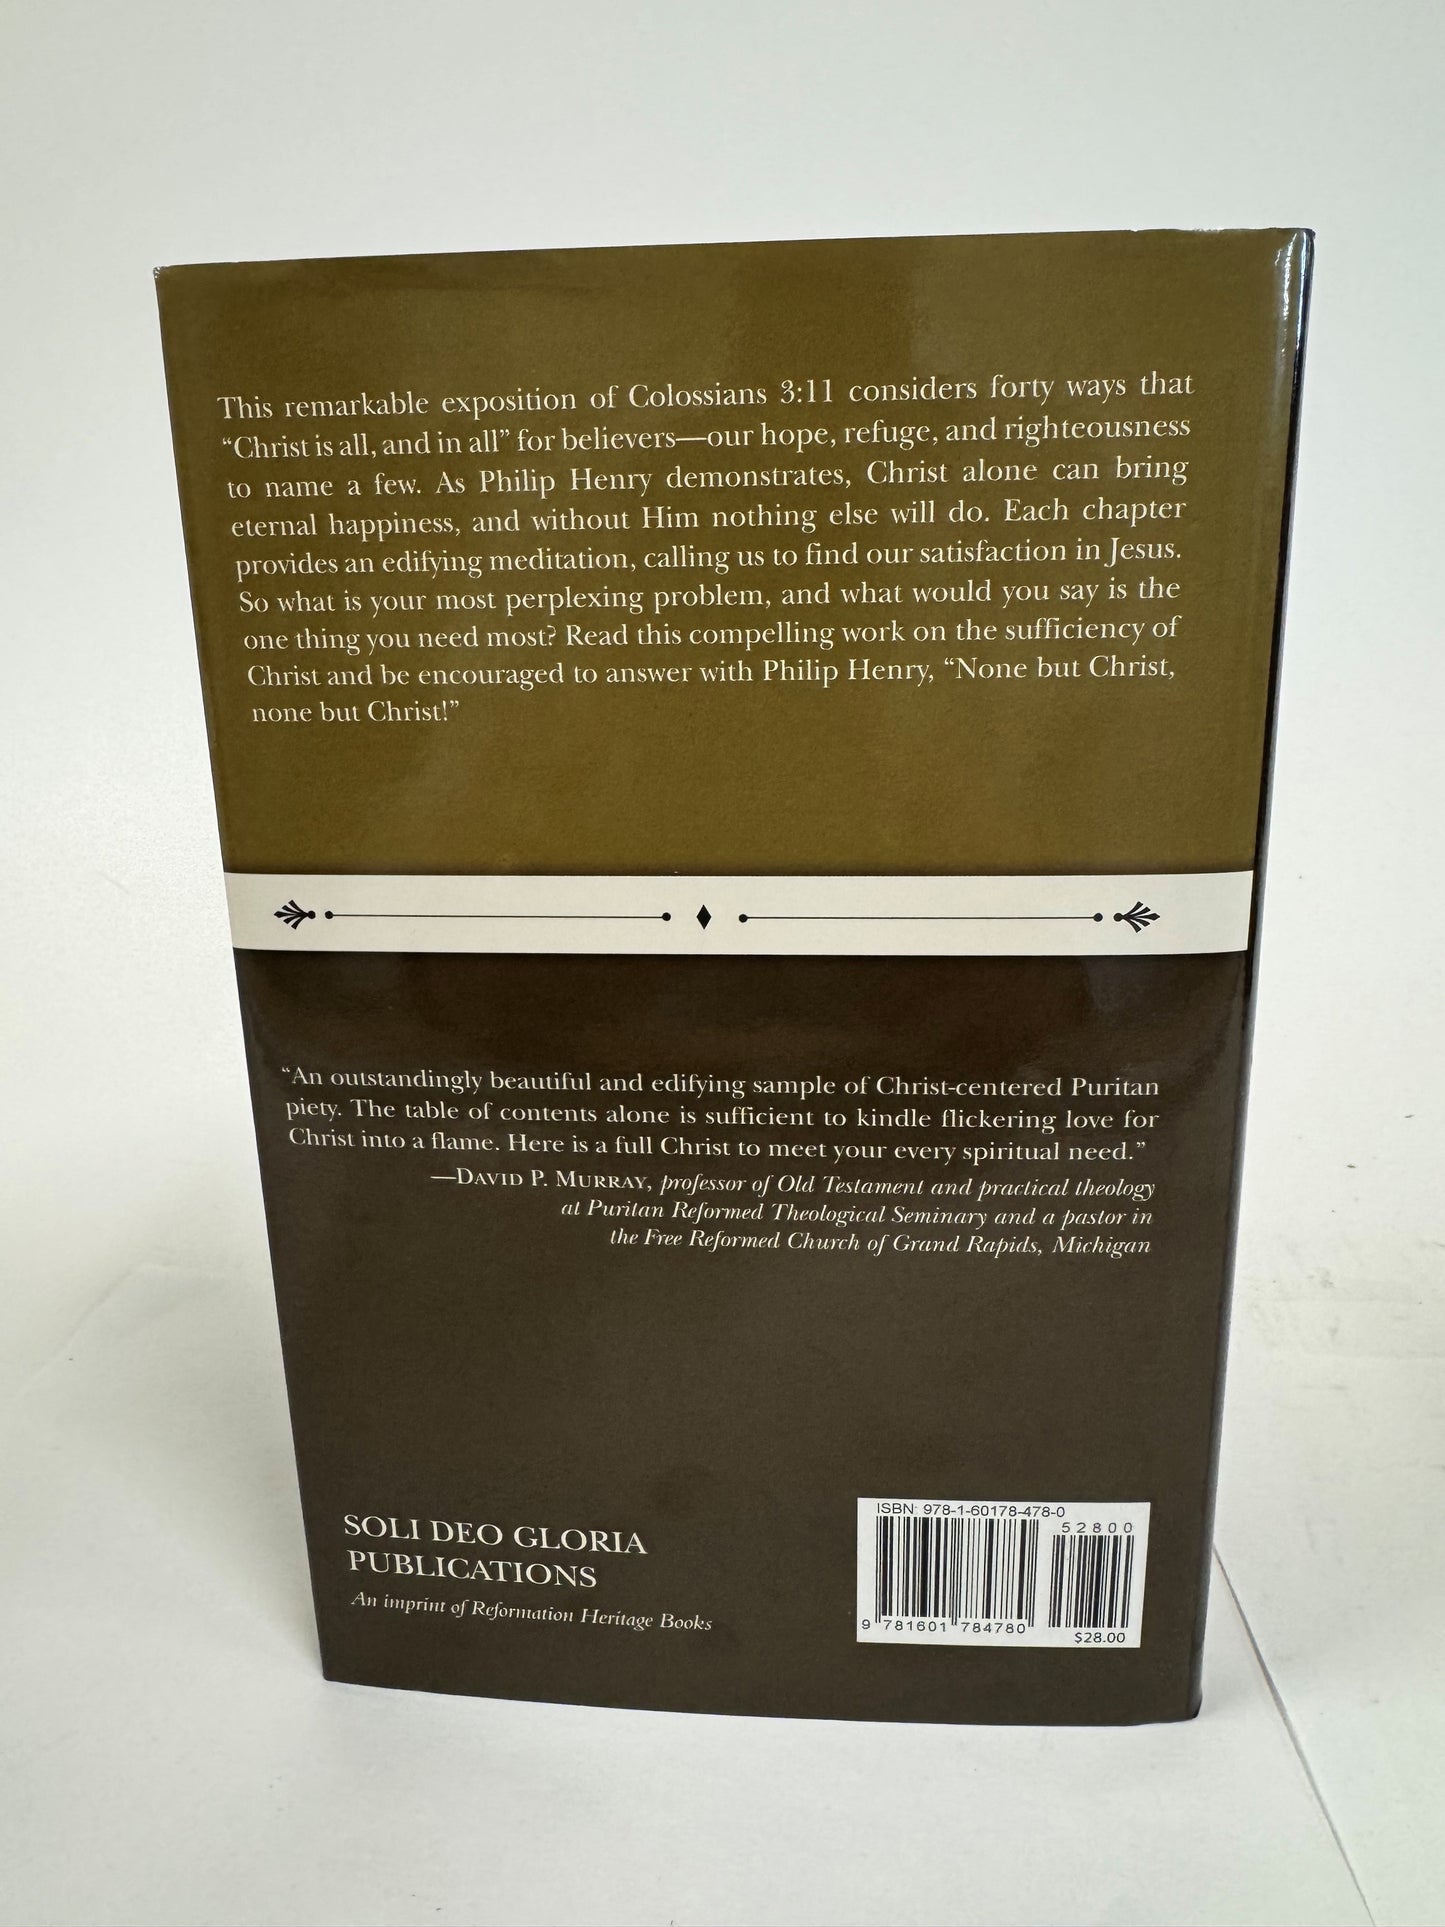 This remarkable exposition of Colossians 3:11 considers forty ways that
“Christ is all, and in all” for believers—our hope, refuge, and righteousness
to name a few. As Philip Henry demonstrates, Christ alone can bring
eternal happiness, and without Him nothing else will do. Each chapter
provides an edifying meditation, calling us to find our satisfaction in Jesus.
So what is your most perplexing problem, and what would you say is the
one thing you need most? Read this compelling work on the sufficiency of
Christ and be encouraged to answer with Philip Henry, “None but Christ,
none but Christ!”
“An outstandingly beautiful and edifying sample of Christ-centered Puritan
piety. The table of contents alone is sufficient to kindle flickering love for
Christ into a flame. Here is a full Christ to meet your every spiritual need.”
—DAVID P. MURRAY, professor of Old Testament and practical theology
at Puritan Reformed Theological Seminary and a pastor in
the Free Reformed Church of Grand Rapids, Michigan
SOLI DEO GLORIA
PUBLICATIONS
An imprint of Reformation Heritage Books
ISBN: 978-1-60178-478-0
52800
9 781601 784780
$28.00